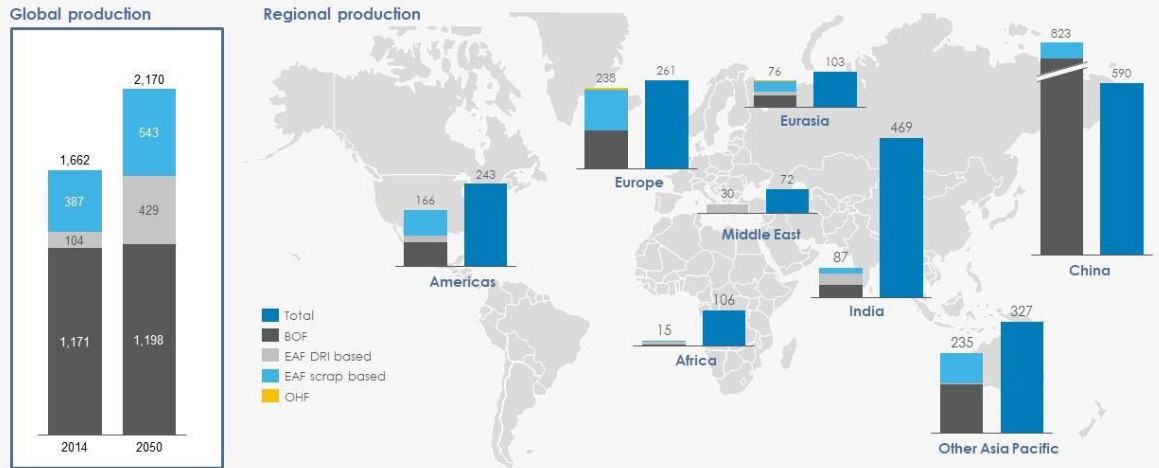 Global production
Regional production
2,170
543
1,662
387
429
104
1,171
1,198
2014
2050
166
243
Americas
238
261
Europe
76
103
Eurasia
30
72
Middle East
15
106
Africa
87
469
India
823
590
China
235
327
Other Asia Pacific
Total
BOF
EAF DRI based
EAF scrap based
OHF